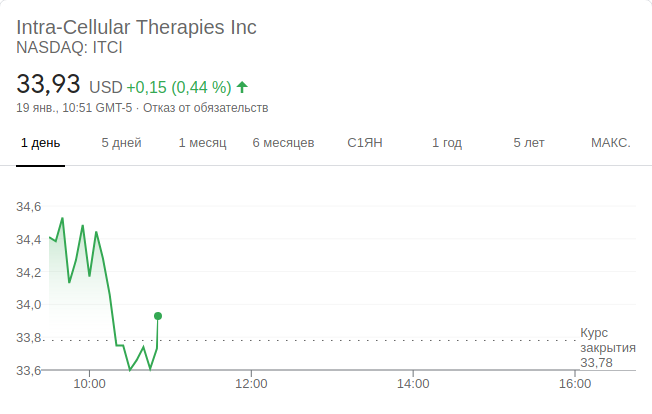 Intra-Cellular Therapies Inc
NASDAQ: ITCI
33,93 USD +0,15 (0,44 %)
19 янв., 10:51 GMT-5 · Отказ от обязательств
1 день 5 дней 1 месяц 6 месяцев С1ЯН 1 год 5 лет МАКС.
34,6
34,4
34,2
34,0
33,8
33,6
Курс
закрытия
33,78
10:00 12:00 14:00 16:00